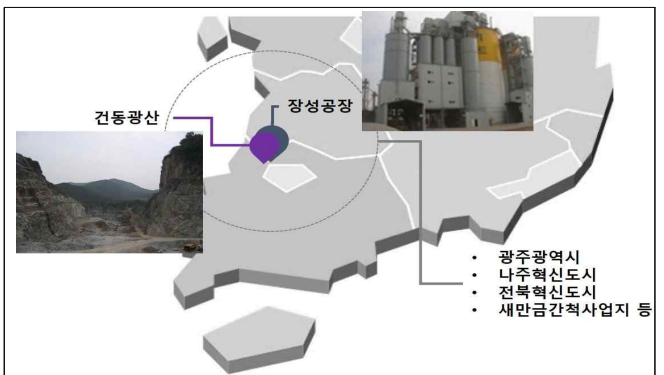 장성공장
건동광산
• 광주광역시
• 나주혁신도시
• 전북혁신도시
• 새만금간척사업지 등